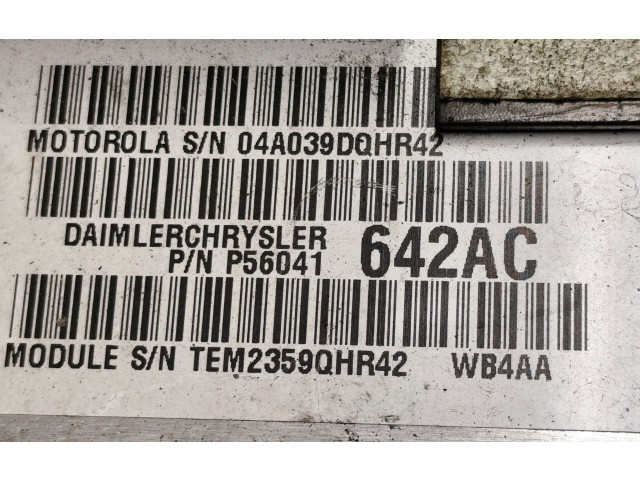 MOTOROLA S/N 04A039DQHR42
DAIMLERCHRYSLER
P/N P56041 642AC
MODULE S/N TEM2359QHR42 WB4AA